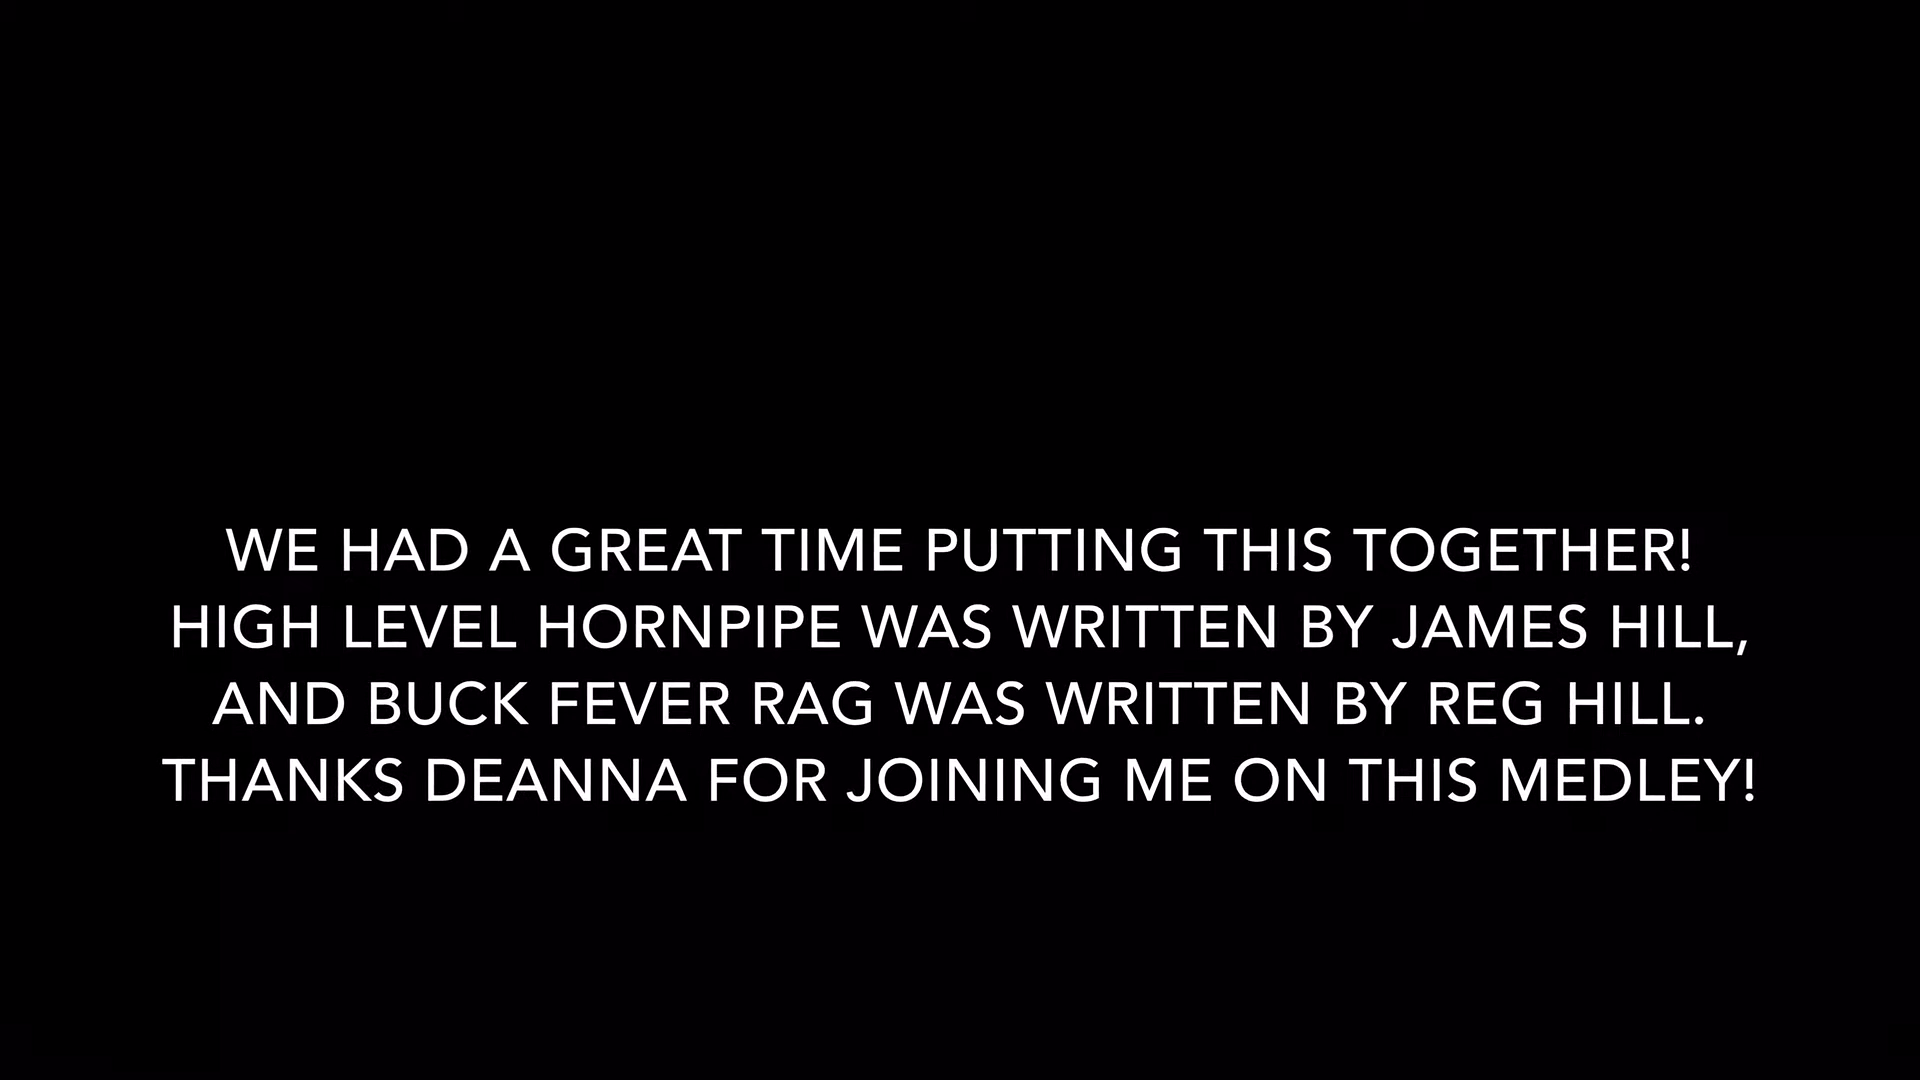 WE HAD A GREAT TIME PUTTING THIS TOGETHER!
HIGH LEVEL HORNPIPE WAS WRITTEN BY JAMES HILL,
AND BUCK FEVER RAG WAS WRITTEN BY REG HILL.
THANKS DEANNA FOR JOINING ME ON THIS MEDLEY!